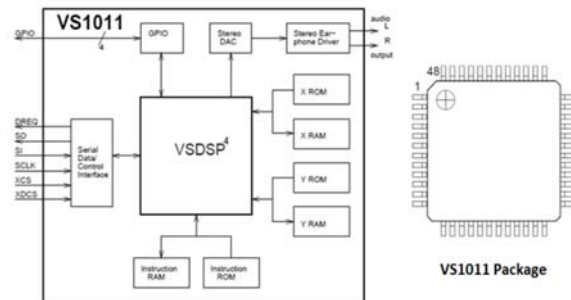 VS1011
GPIO
4
GPIO
Stereo
DAC
Stereo Ear-
phone Driver
audio
L
R
output
DREQ
SD
SI
SCLK
XCS
XDCS
Serial
Data/
Control
Interface
VSDSP4
X ROM
X RAM
Y ROM
Y RAM
Instruction
RAM
Instruction
ROM
48
1
VS1011 Package